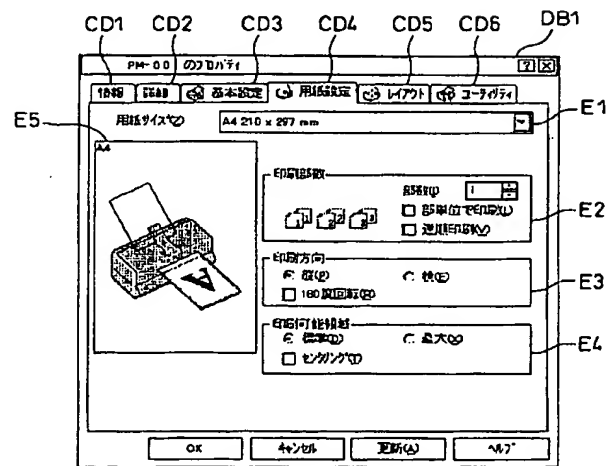 CD1 CD2 CD3 CD4 CD5 CD6 DB1
PM-00 のプロパティ
情報 詳細 基本設定 用紙設定 レイアウト ユーティリティ
用紙サイズ(Z) A4 210 x 297 mm E1
E5
A4
印刷部数
部数(I) 1
部単位で印刷(L)
逆順印刷(V)
E2
印刷方向
縦(P) 横(E)
180度回転(R)
E3
印刷可能領域
標準(D) 最大(X)
センタリング(T)
E4
A
OK キャンセル 更新(A) ヘルプ